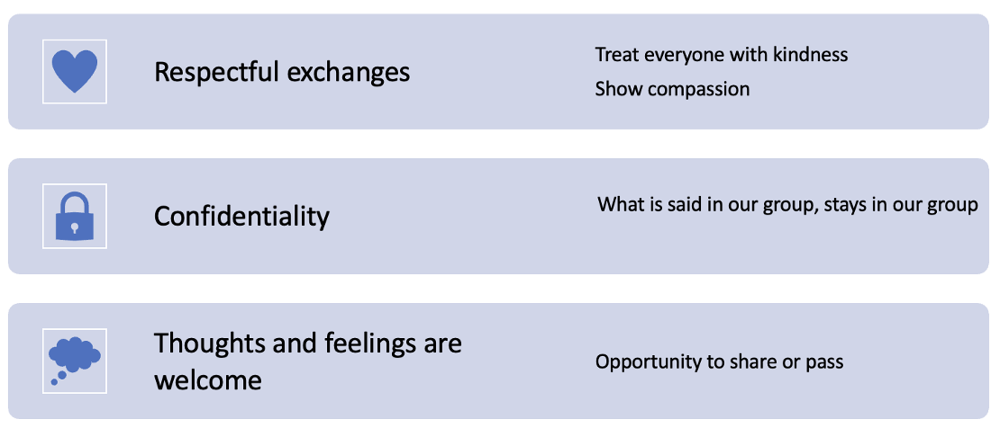 Respectful exchanges
Treat everyone with kindness
Show compassion
Confidentiality
What is said in our group, stays in our group
Thoughts and feelings are
welcome
Opportunity to share or pass